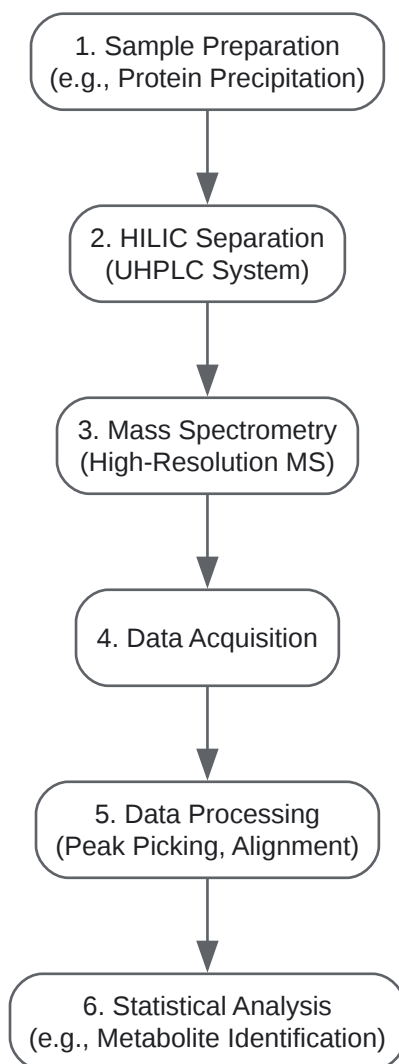 1. Sample Preparation
(e.g., Protein Precipitation)
2. HILIC Separation
(UHPLC System)
3. Mass Spectrometry
(High-Resolution MS)
4. Data Acquisition
5. Data Processing
(Peak Picking, Alignment)
6. Statistical Analysis
(e.g., Metabolite Identification)